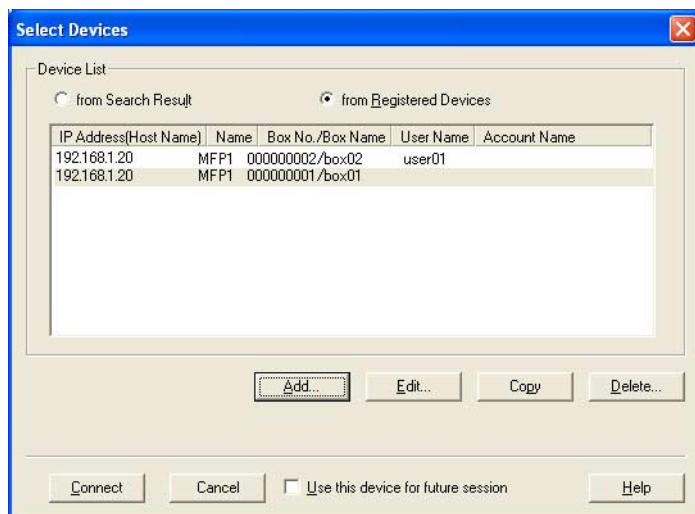 Select Devices
Device List
from Search Result from Registered Devices
IP Address(Host Name) Name Box No./Box Name User Name Account Name
192.168.1.20 MFP1 000000002/box02 user01
192.168.1.20 MFP1 000000001/box01
Add... Edit... Copy Delete...
Connect Cancel Use this device for future session Help